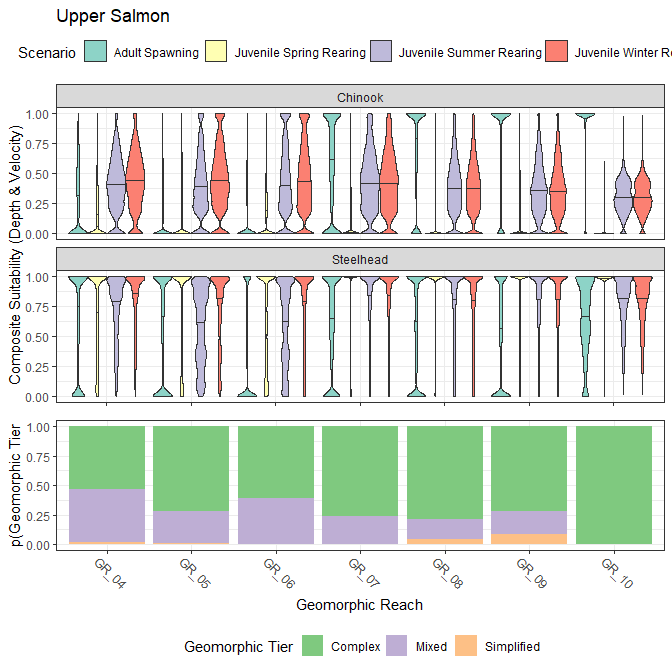 Upper Salmon
Scenario Adult Spawning Juvenile Spring Rearing Juvenile Summer Rearing Juvenile Winter Re
Chinook
1.00
0.75
0.50
0.25
0.00
Composite Suitability (Depth & Velocity)
Steelhead
1.00
0.75
0.50
0.25
0.00
p(Geomorphic Tier
1.00
0.75
0.50
0.25
0.00
GR_04 GR_05 GR_06 GR_07 GR_08 GR_09 GR_10
Geomorphic Reach
Geomorphic Tier Complex Mixed Simplified